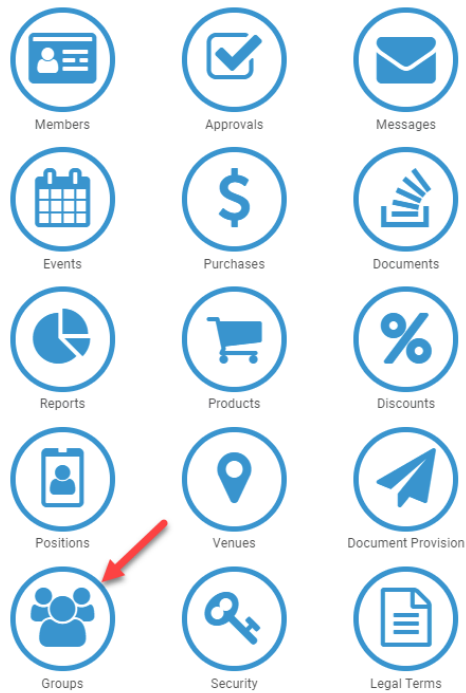 Members
Approvals
Messages
Events
Purchases
Documents
Reports
Products
Discounts
Positions
Venues
Document Provision
Groups
Security
Legal Terms